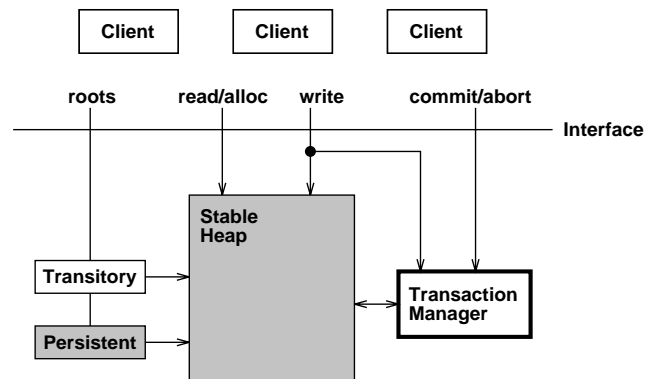 Client Client Client
roots read/alloc write commit/abort
Interface
Stable
Heap
Transitory
Transaction
Manager
Persistent